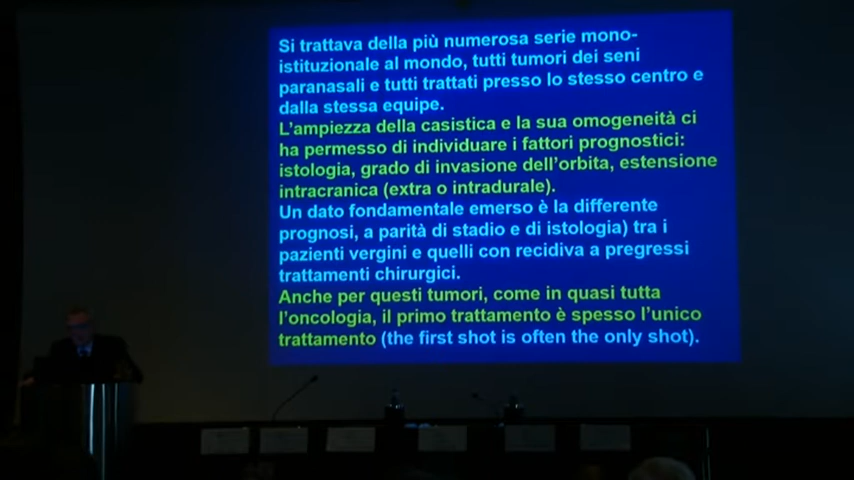 Si trattava della più numerosa serie mono-
istituzionale al mondo, tutti tumori dei seni
paranasali e tutti trattati presso lo stesso centro e
dalla stessa equipe.
L'ampiezza della casistica e la sua omogeneità ci
ha permesso di individuare i fattori prognostici:
istologia, grado di invasione dell'orbita, estensione
intracranica (extra o intradurale).
Un dato fondamentale emerso è la differente
prognosi, a parità di stadio e di istologia) tra i
pazienti vergini e quelli con recidiva a pregressi
trattamenti chirurgici.
Anche per questi tumori, come in quasi tutta
l'oncologia, il primo trattamento è spesso l'unico
trattamento (the first shot is often the only shot).